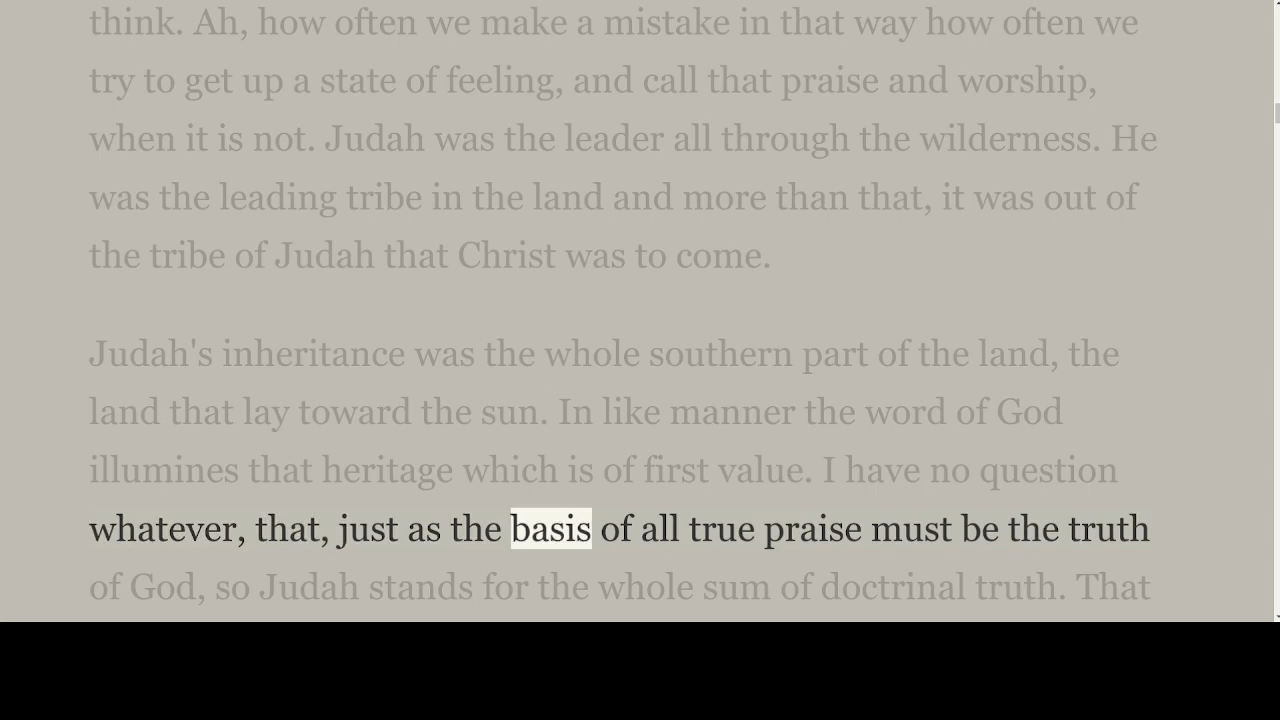 think. Ah, how often we make a mistake in that way how often we
try to get up a state of feeling, and call that praise and worship,
when it is not. Judah was the leader all through the wilderness. He
was the leading tribe in the land and more than that, it was out of
the tribe of Judah that Christ was to come.
Judah's inheritance was the whole southern part of the land, the
land that lay toward the sun. In like manner the word of God
illumines that heritage which is of first value. I have no question
whatever, that, just as the basis of all true praise must be the truth
of God, so Judah stands for the whole sum of doctrinal truth. That